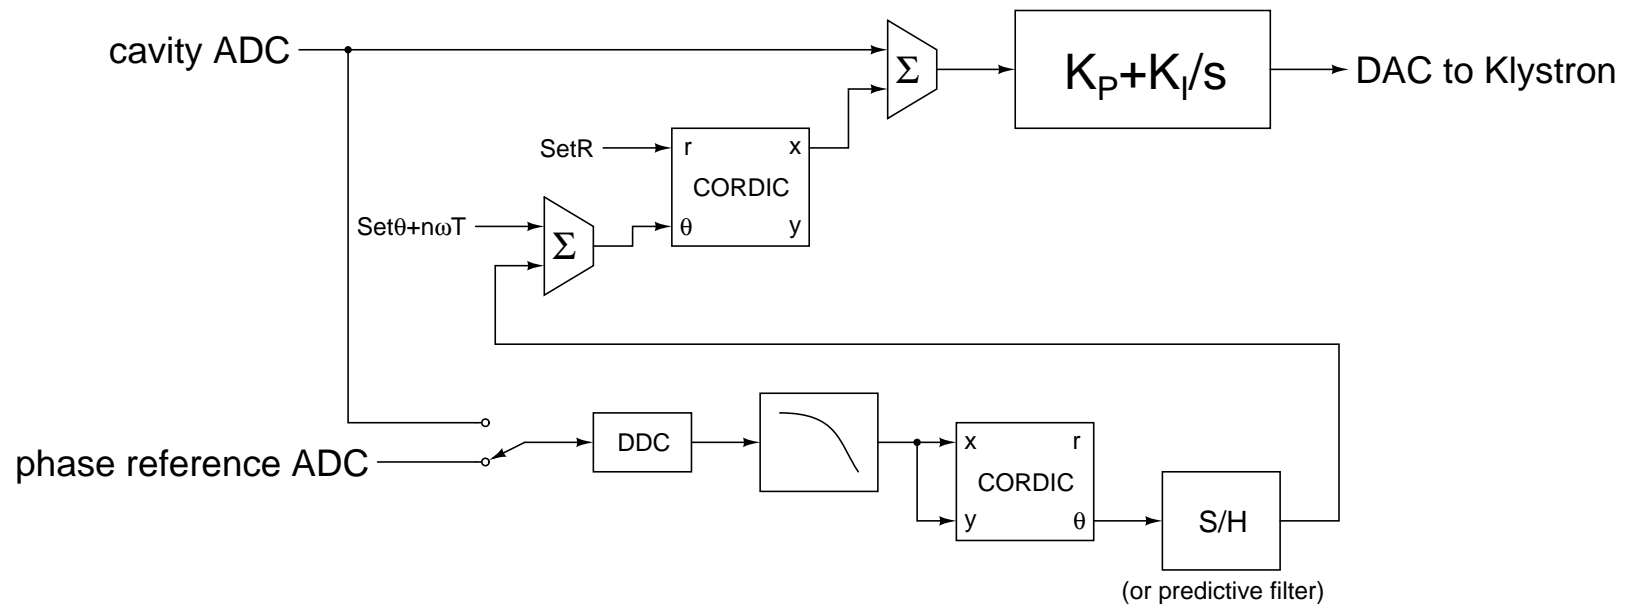 cavity ADC
Σ
K_P+K_I/s
DAC to Klystron
SetR
r x
CORDIC
θ y
Setθ+nωT
Σ
phase reference ADC
DDC
x r
CORDIC
y θ
S/H
(or predictive filter)